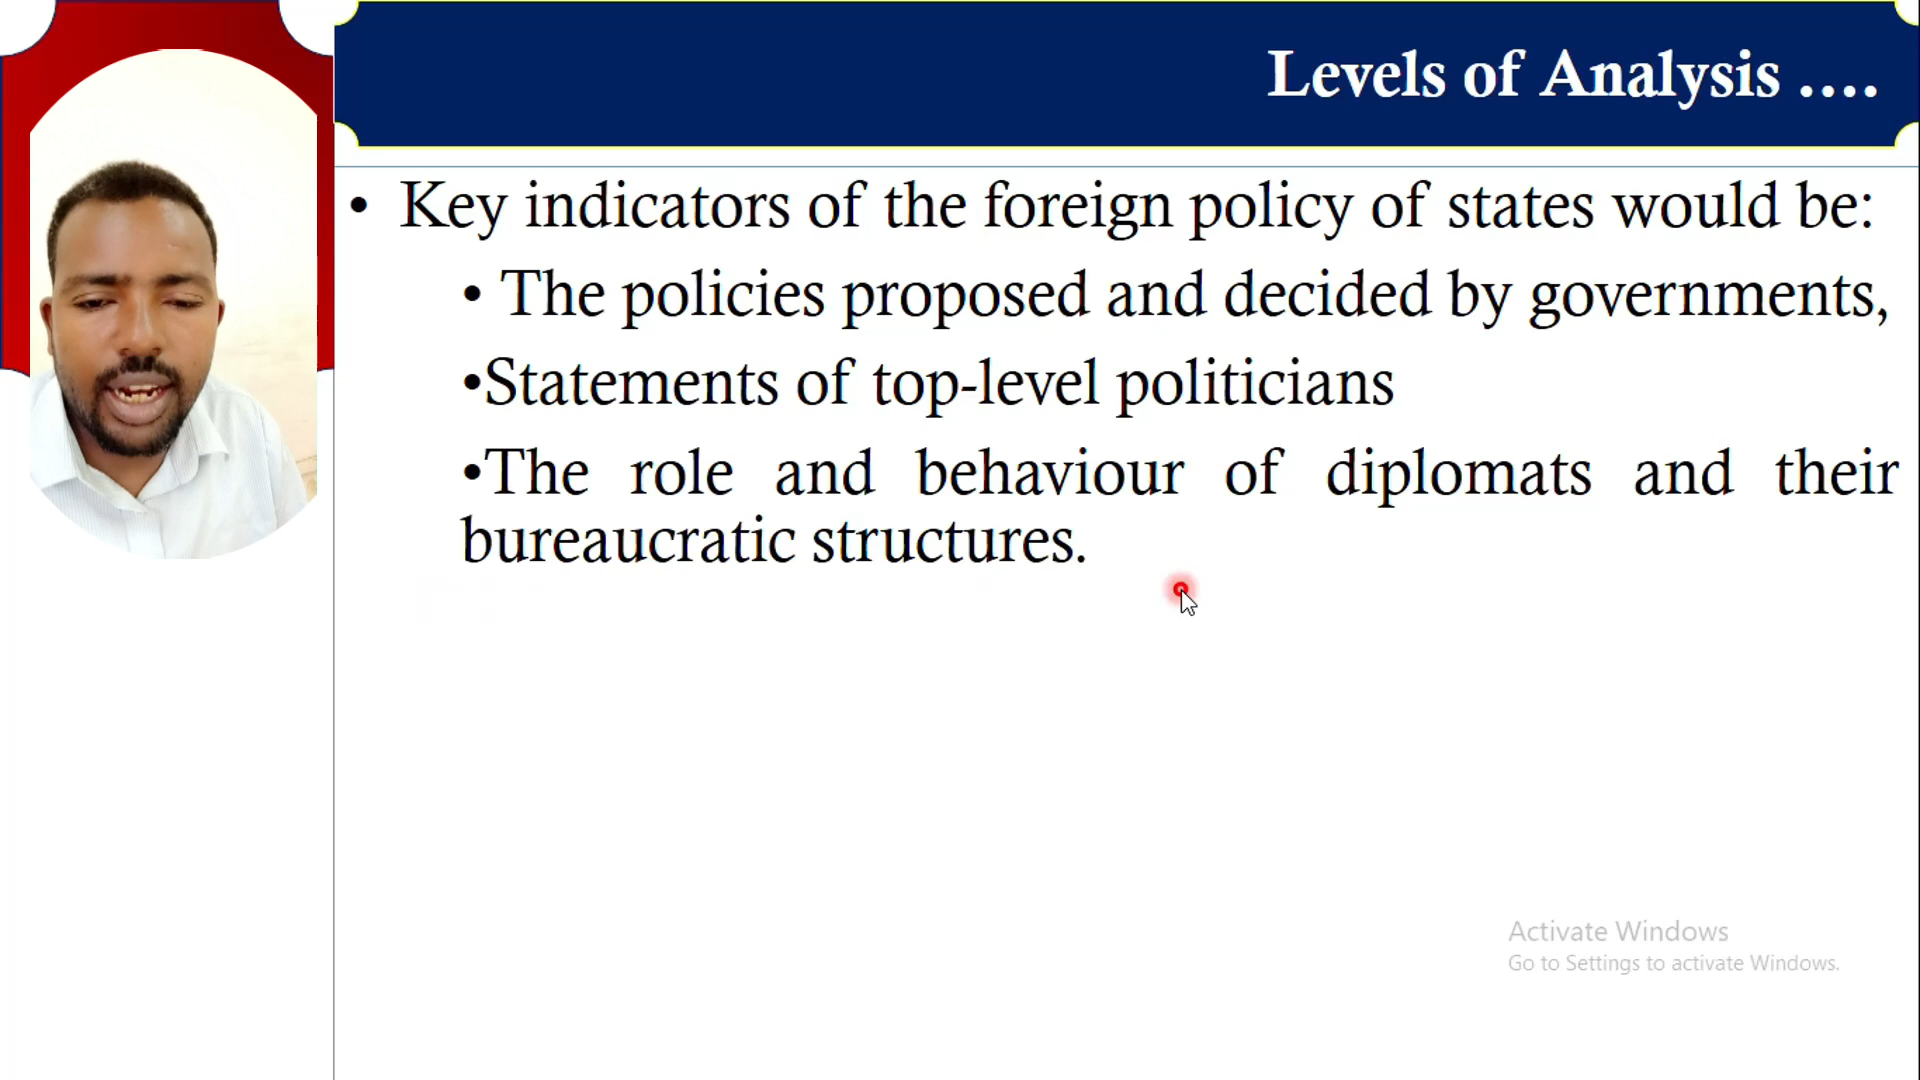 Levels of Analysis ....
• Key indicators of the foreign policy of states would be:
• The policies proposed and decided by governments,
•Statements of top-level politicians
•The role and behaviour of diplomats and their
bureaucratic structures.
Activate Windows
Go to Settings to activate Windows.